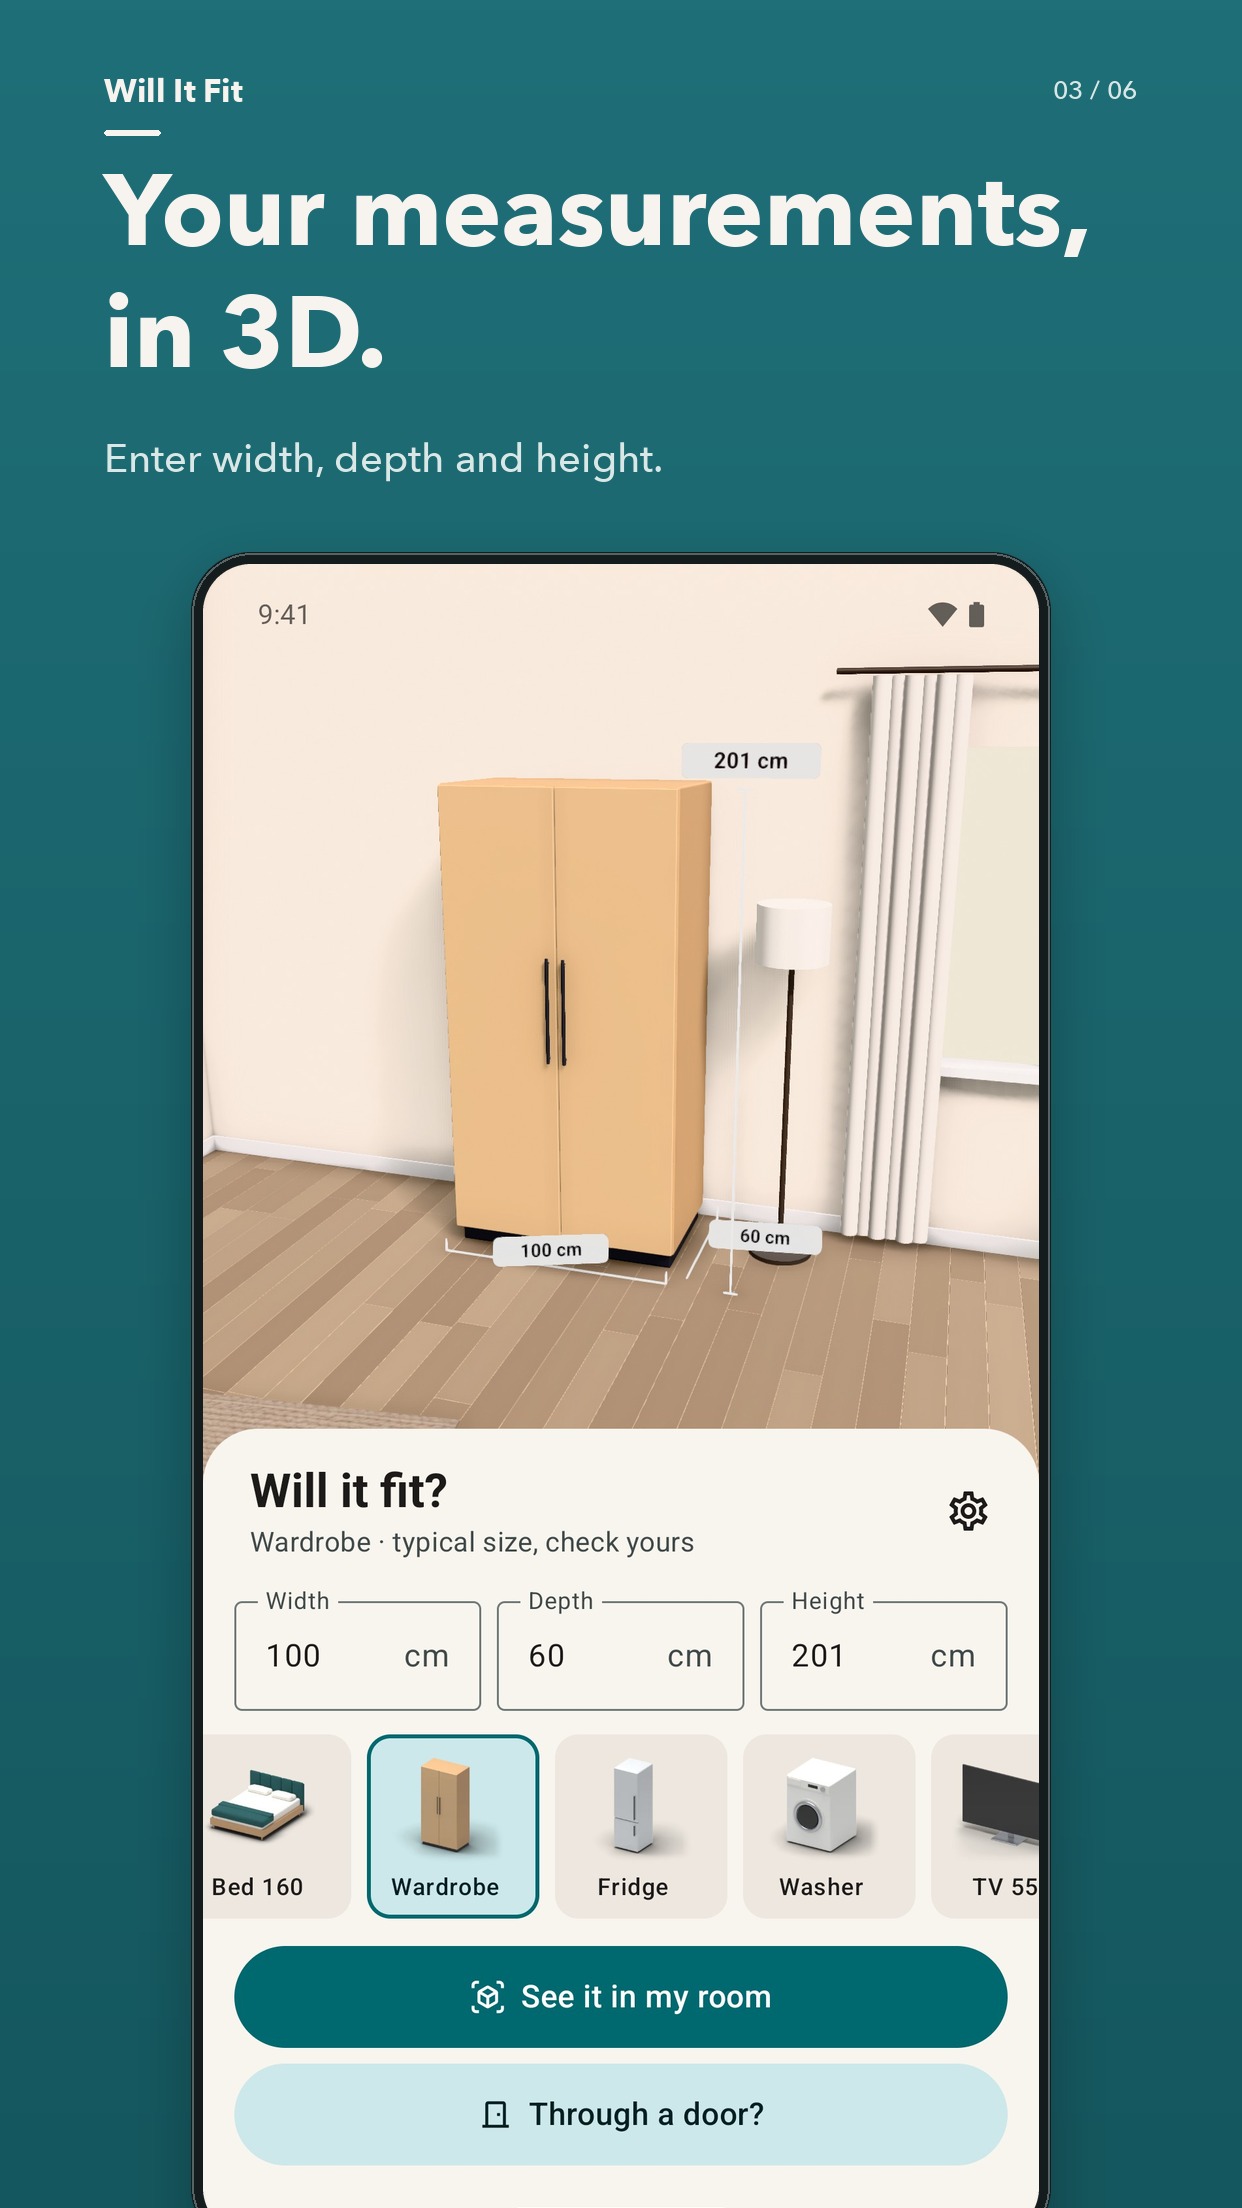 Will It Fit
03 / 06
Your measurements,
in 3D.
Enter width, depth and height.
9:41
201 cm
100 cm
60 cm
Will it fit?
Wardrobe · typical size, check yours
Width
Depth
Height
100 cm
60 cm
201 cm
Bed 160
Wardrobe
Fridge
Washer
TV 55
See it in my room
Through a door?